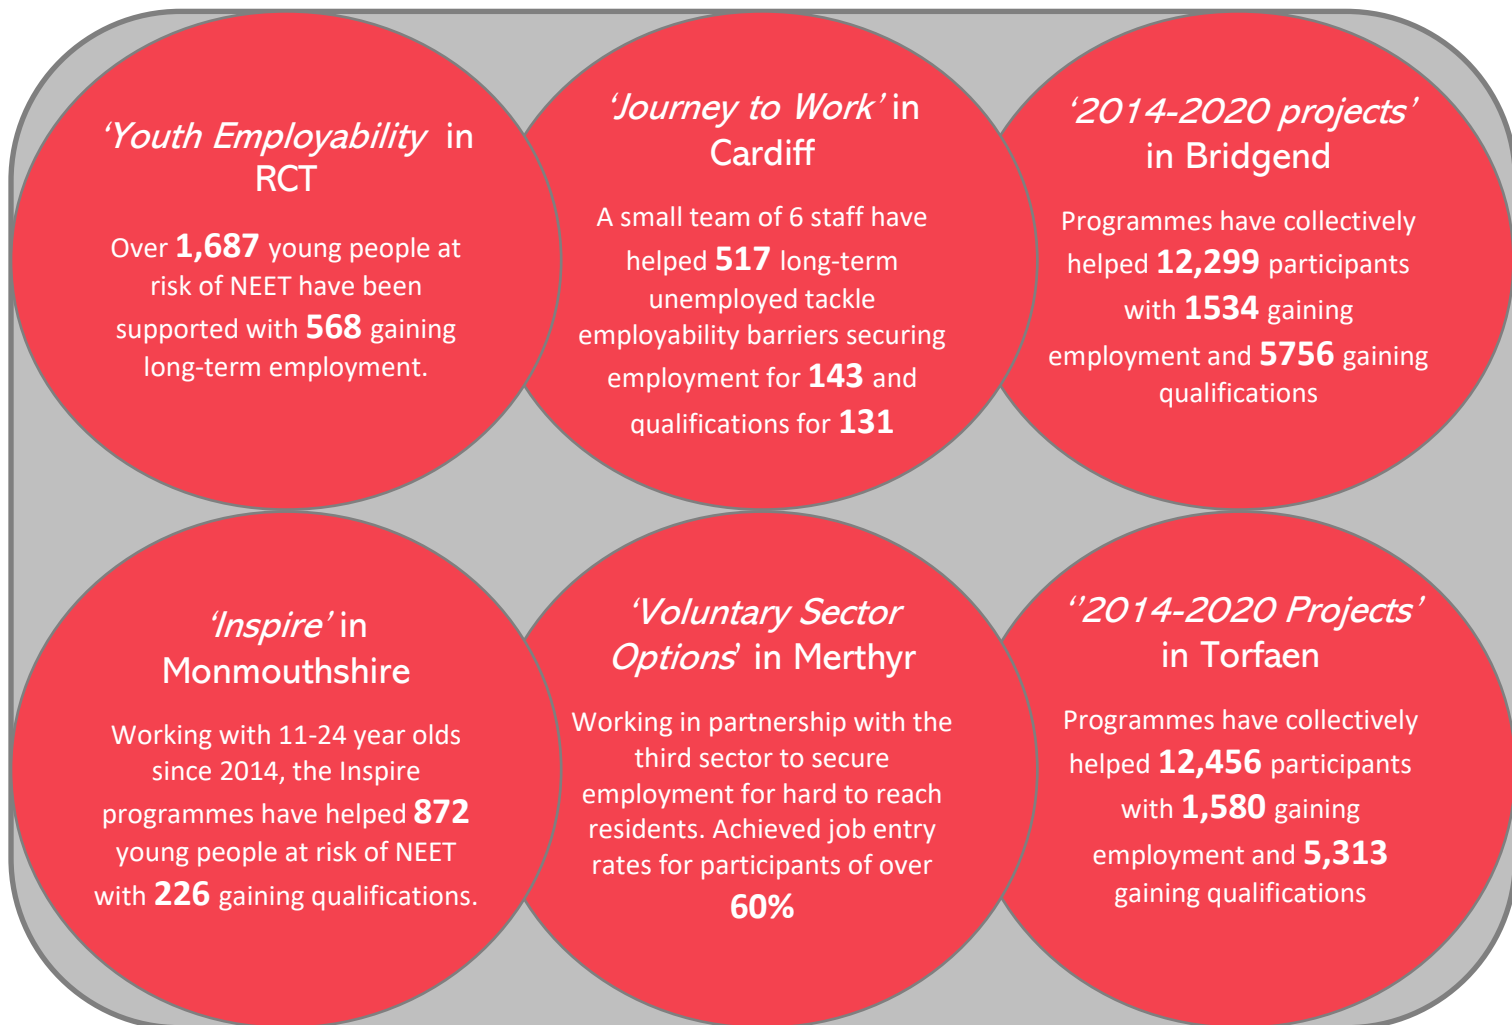 ‘Youth Employability in
RCT
Over 1,687 young people at
risk of NEET have been
supported with 568 gaining
long-term employment.
‘Journey to Work’ in
Cardiff
A small team of 6 staff have
helped 517 long-term
unemployed tackle
employability barriers securing
employment for 143 and
qualifications for 131
‘2014-2020 projects’
in Bridgend
Programmes have collectively
helped 12,299 participants
with 1534 gaining
employment and 5756 gaining
qualifications
‘Inspire’ in
Monmouthshire
Working with 11-24 year olds
since 2014, the Inspire
programmes have helped 872
young people at risk of NEET
with 226 gaining qualifications.
‘Voluntary Sector
Options’ in Merthyr
Working in partnership with the
third sector to secure
employment for hard to reach
residents. Achieved job entry
rates for participants of over
60%
‘’2014-2020 Projects’
in Torfaen
Programmes have collectively
helped 12,456 participants
with 1,580 gaining
employment and 5,313
gaining qualifications